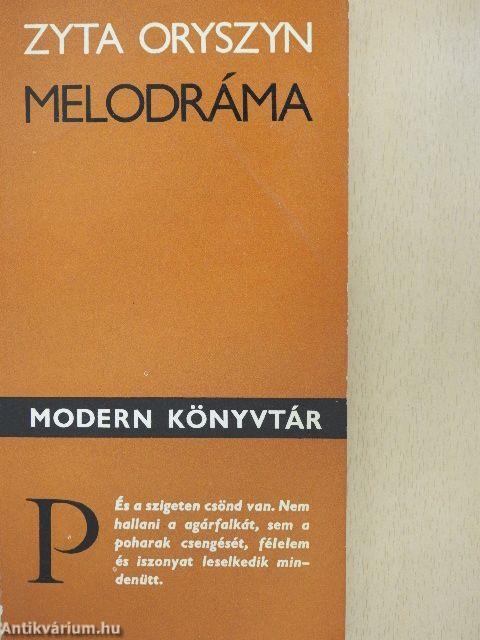 ZYTA ORYSZYN
MELODRÁMA
MODERN KÖNYVTÁR
P
És a szigeten csönd van. Nem
hallani a agárfalkát, sem a
poharak csengését, félelem
és iszonyat leselkedik min-
denütt.
Antikvárium.hu